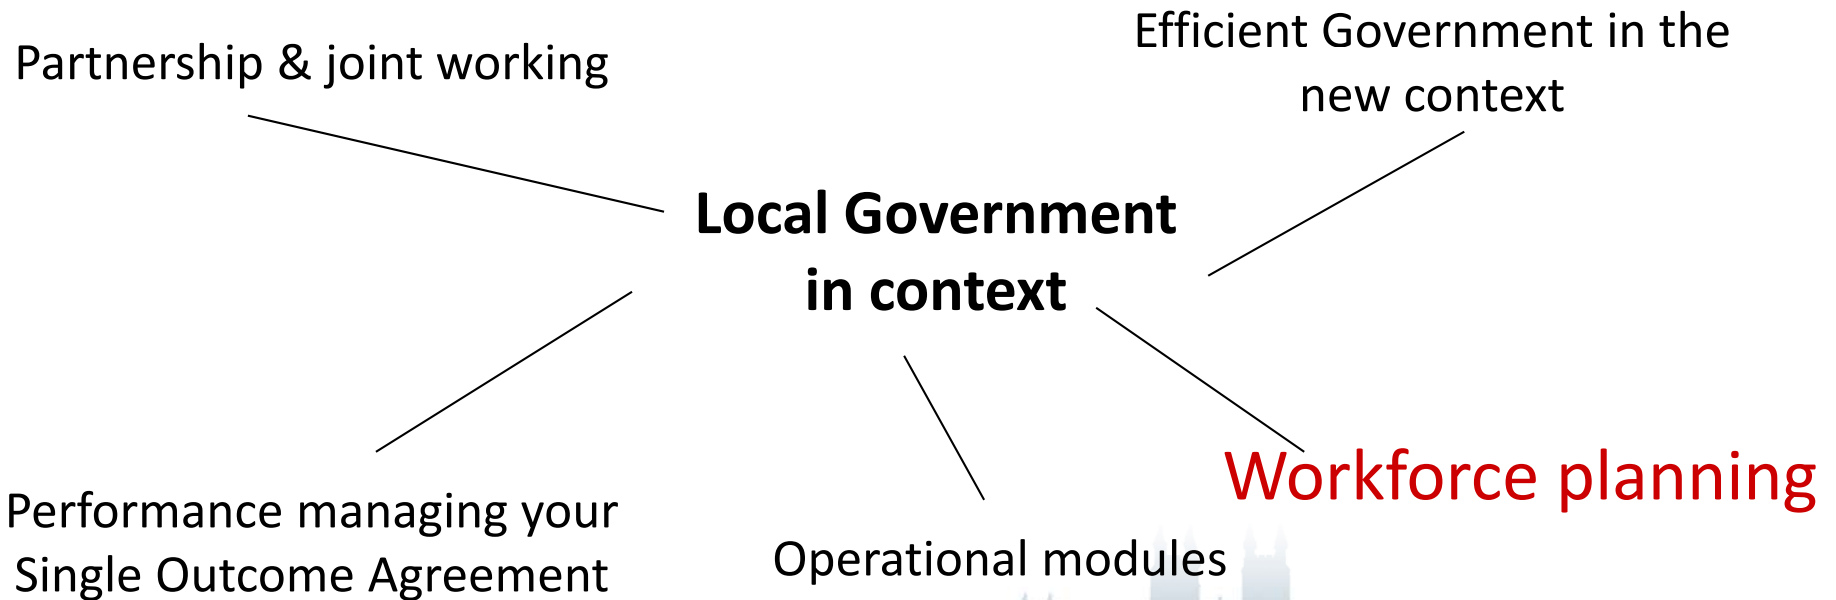 Partnership & joint working
Efficient Government in the
new context
Local Government
in context
Workforce planning
Performance managing your
Single Outcome Agreement
Operational modules